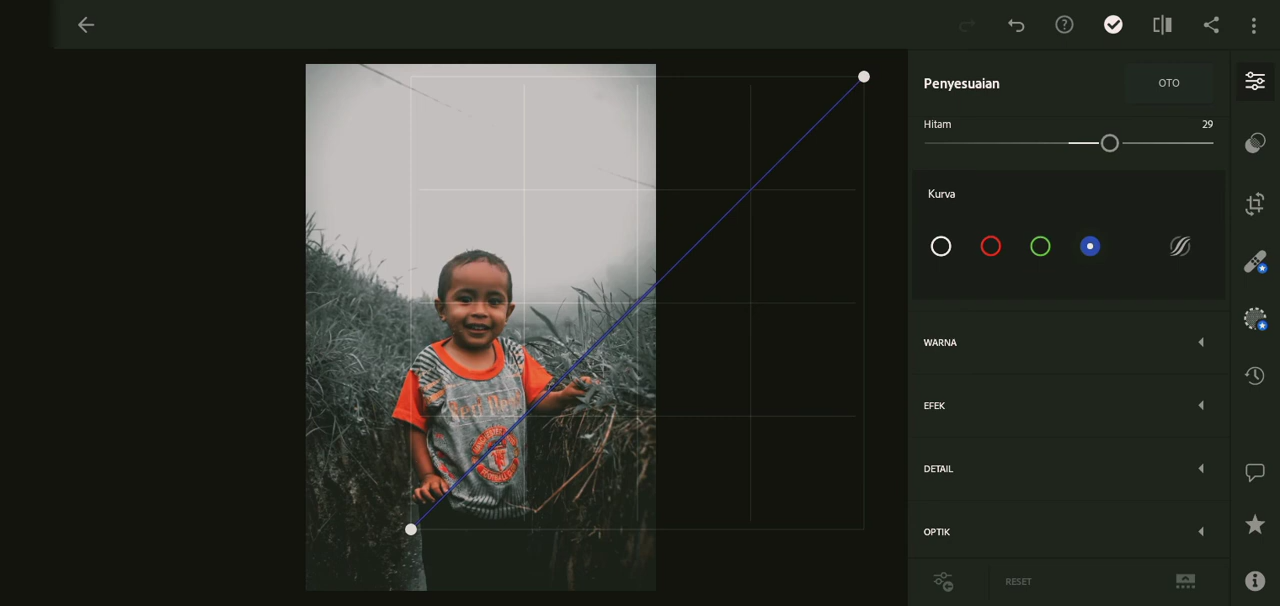 Penyesuaian
OTO
Hitam
29
Kurva
WARNA
EFEK
DETAIL
OPTIK
RESET